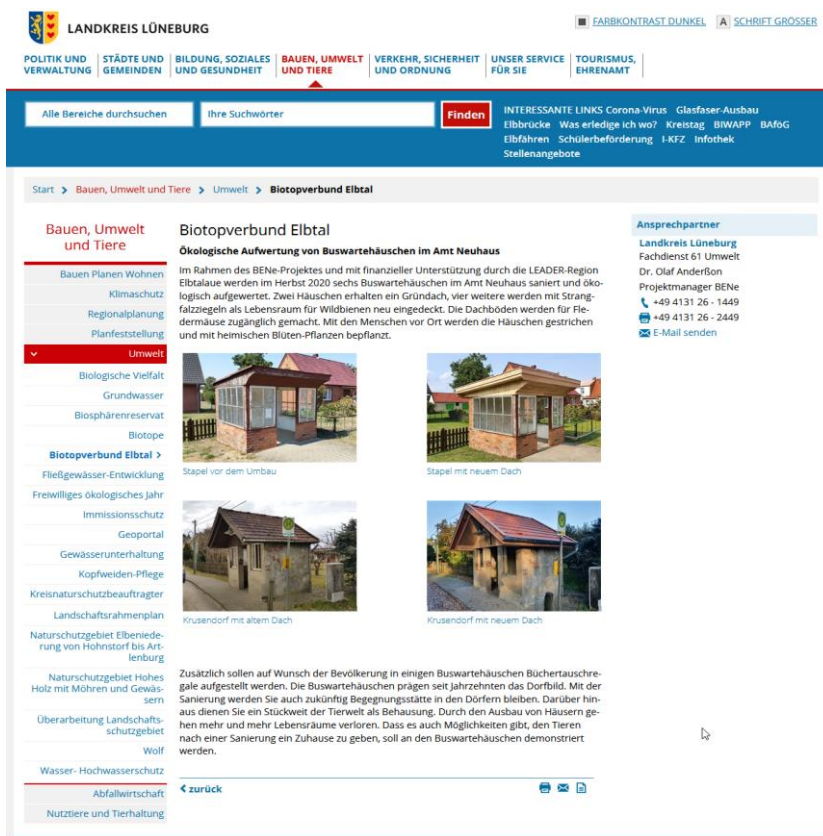 LANDKREIS LÜNEBURG
FARBKONTRAST DUNKEL A SCHRIFT GRÖSSER
POLITIK UND VERWALTUNG
STÄDTE UND GEMEINDEN
BILDUNG, SOZIALES UND GESUNDHEIT
BAUEN, UMWELT UND TIERE
VERKEHR, SICHERHEIT UND ORDNUNG
UNSER SERVICE FÜR SIE
TOURISMUS, EHRENAMT
Alle Bereiche durchsuchen
Ihre Suchwörter
Finden
INTERESSANTE LINKS Corona-Virus Glasfaser-Ausbau
Elbbrücke Was erledige ich wo? Kreistag BIWAPP BAföG
Elbfähren Schülerbeförderung I-KFZ Infothek
Stellenangebote
Start > Bauen, Umwelt und Tiere > Umwelt > Biotopverbund Elbtal
Bauen, Umwelt
und Tiere
Bauen Planen Wohnen
Klimaschutz
Regionalplanung
Planfeststellung
Umwelt
Biologische Vielfalt
Grundwasser
Biosphärenreservat
Biotope
Biotopverbund Elbtal >
Fließgewässer-Entwicklung
Freiwilliges ökologisches Jahr
Immissionsschutz
Geoportal
Gewässerunterhaltung
Kopfweiden-Pflege
Kreisnaturschutzbeauftragter
Landschaftsrahmenplan
Naturschutzgebiet Elbeniede-
rung von Hohnstorf bis Art-
lenburg
Naturschutzgebiet Hohes
Holz mit Möhren und Gewäs-
sern
Überarbeitung Landschafts-
schutzgebiet
Wolf
Wasser- Hochwasserschutz
Abfallwirtschaft
Nutztiere und Tierhaltung
Biotopverbund Elbtal
Ökologische Aufwertung von Buswartehäuschen im Amt Neuhaus
Im Rahmen des BENe-Projektes und mit finanzieller Unterstützung durch die LEADER-Region
Elbtalaue werden im Herbst 2020 sechs Buswartehäuschen im Amt Neuhaus saniert und öko-
logisch aufgewertet. Zwei Häuschen erhalten ein Gründach, vier weitere werden mit Strang-
falzziegeln als Lebensraum für Wildbienen neu eingedeckt. Die Dachböden werden für Fle-
dermäuse zugänglich gemacht. Mit den Menschen vor Ort werden die Häuschen gestrichen
und mit heimischen Blüten-Pflanzen bepflanzt.
Stapel vor dem Umbau
Stapel mit neuem Dach
Krusendorf mit altem Dach
Krusendorf mit neuem Dach
Zusätzlich sollen auf Wunsch der Bevölkerung in einigen Buswartehäuschen Büchertauschre-
gale aufgestellt werden. Die Buswartehäuschen prägen seit Jahrzehnten das Dorfbild. Mit der
Sanierung werden Sie auch zukünftig Begegnungsstätte in den Dörfern bleiben. Darüber hin-
aus dienen Sie ein Stückweit der Tierwelt als Behausung. Durch den Ausbau von Häusern ge-
hen mehr und mehr Lebensräume verloren. Dass es auch Möglichkeiten gibt, den Tieren
nach einer Sanierung ein Zuhause zu geben, soll an den Buswartehäuschen demonstriert
werden.
zurück
Ansprechpartner
Landkreis Lüneburg
Fachdienst 61 Umwelt
Dr. Olaf Anderßon
Projektmanager BENe
+49 4131 26 - 1449
+49 4131 26 - 2449
E-Mail senden